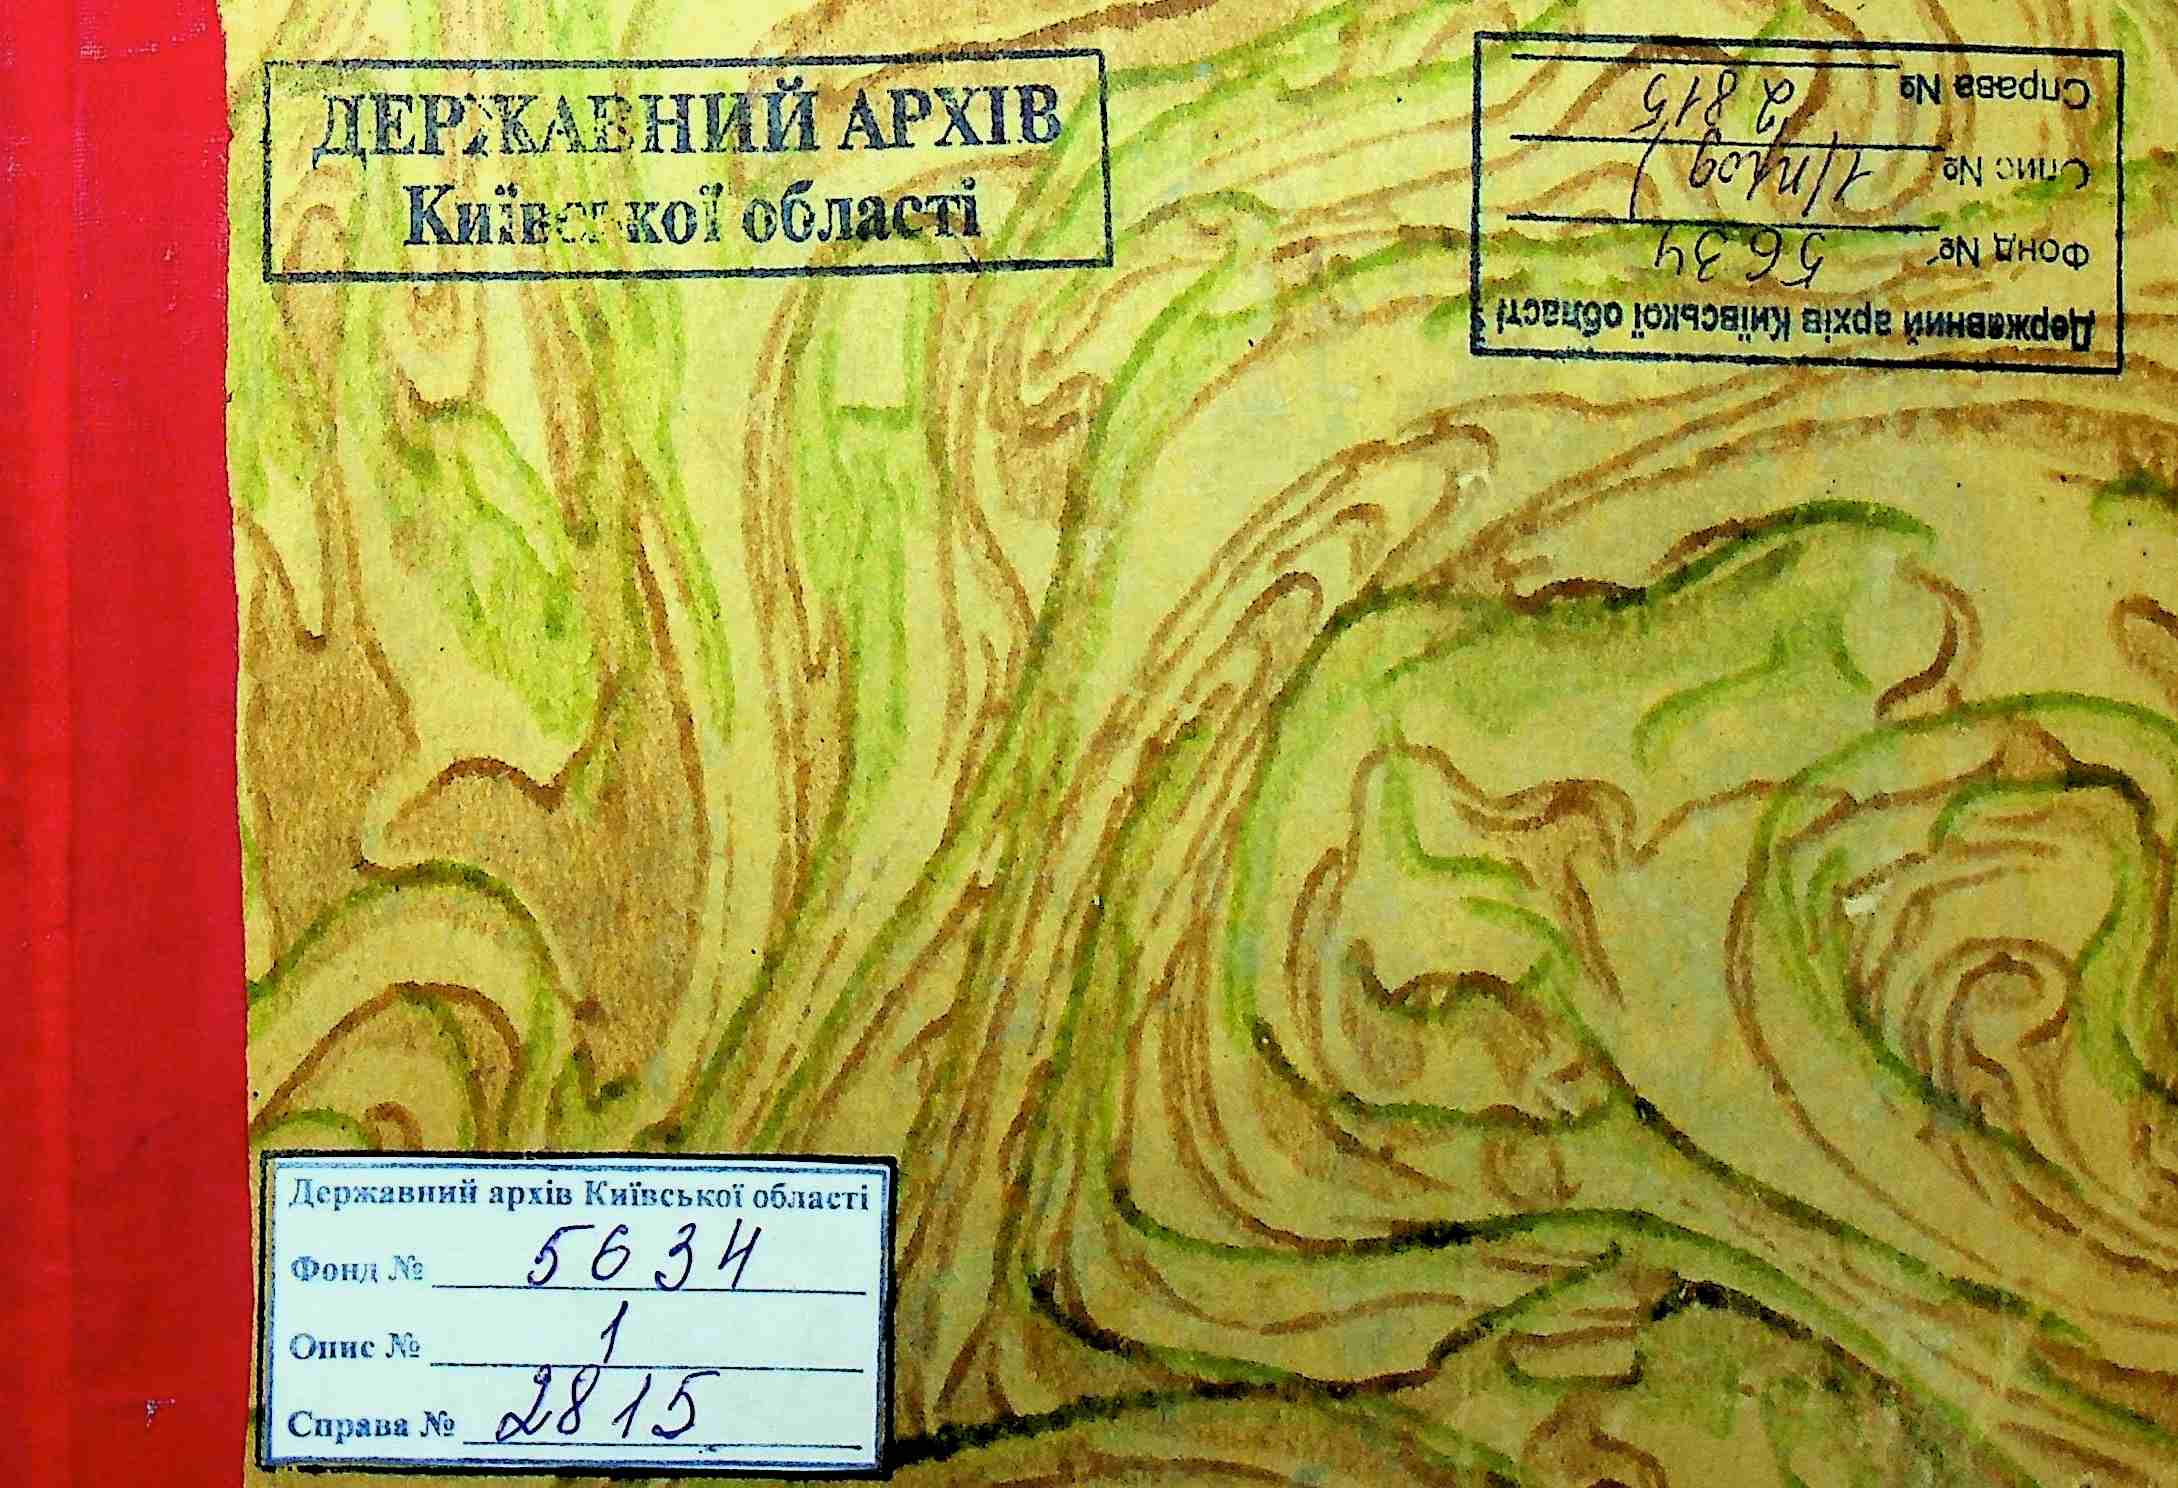 ДЕРЖАВНИЙ АРХІВ
Київської області
Державний архів Київської області
Фонд № 5634
Опис № 1(прод)
Справа № 2815
Державний архів Київської області
Фонд № 5634
Опис № 1
Справа № 2815